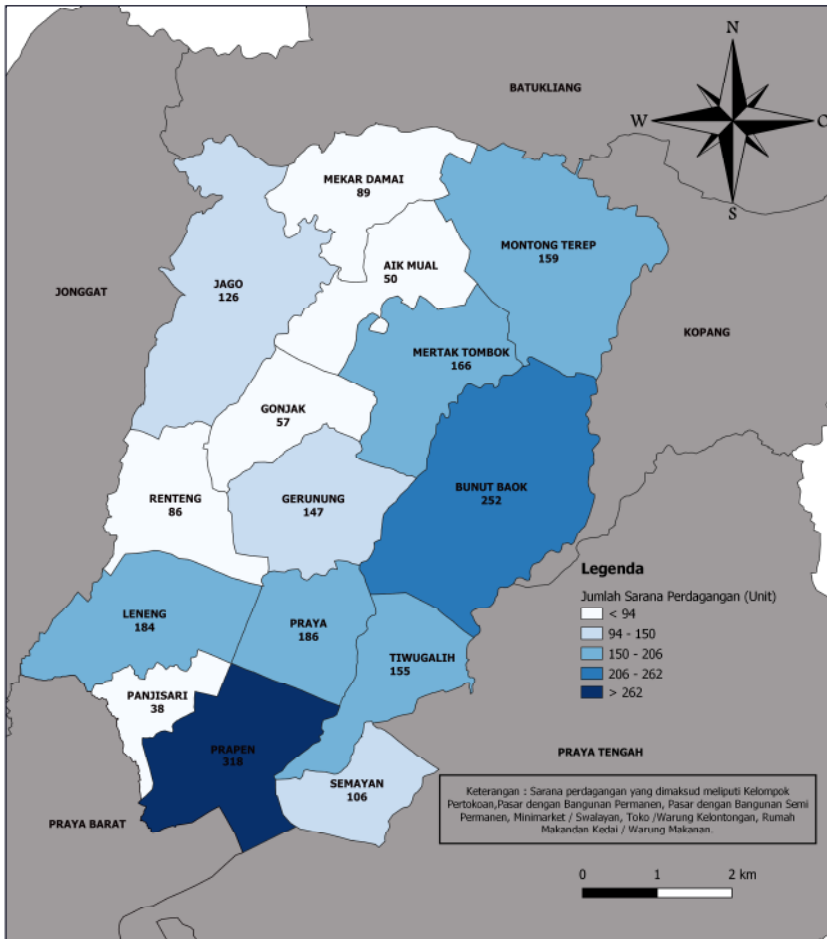 N
BATUKLIANG
W
O
S
MEKAR DAMAI
89
MONTONG TEREP
159
AIK MUAL
50
JAGO
126
JONGGAT
KOPANG
MERTAK TOMBOK
166
GONJAK
57
BUNUT BAOK
252
RENTENG
86
GERUNUNG
147
Legenda
Jumlah Sarana Perdagangan (Unit)
< 94
94 - 150
150 - 206
206 - 262
> 262
LENENG
184
PRAYA
186
TIWUGALIH
155
PANJISARI
38
PRAPEN
318
PRAYA TENGAH
SEMAYAN
106
PRAYA BARAT
Keterangan : Sarana perdagangan yang dimaksud meliputi Kelompok
Pertokoan,Pasar dengan Bangunan Permanen, Pasar dengan Bangunan Semi
Permanen, Minimarket / Swalayan, Toko /Warung Kelontongan, Rumah
Makandan Kedai / Warung Makanan.
0 1 2 km